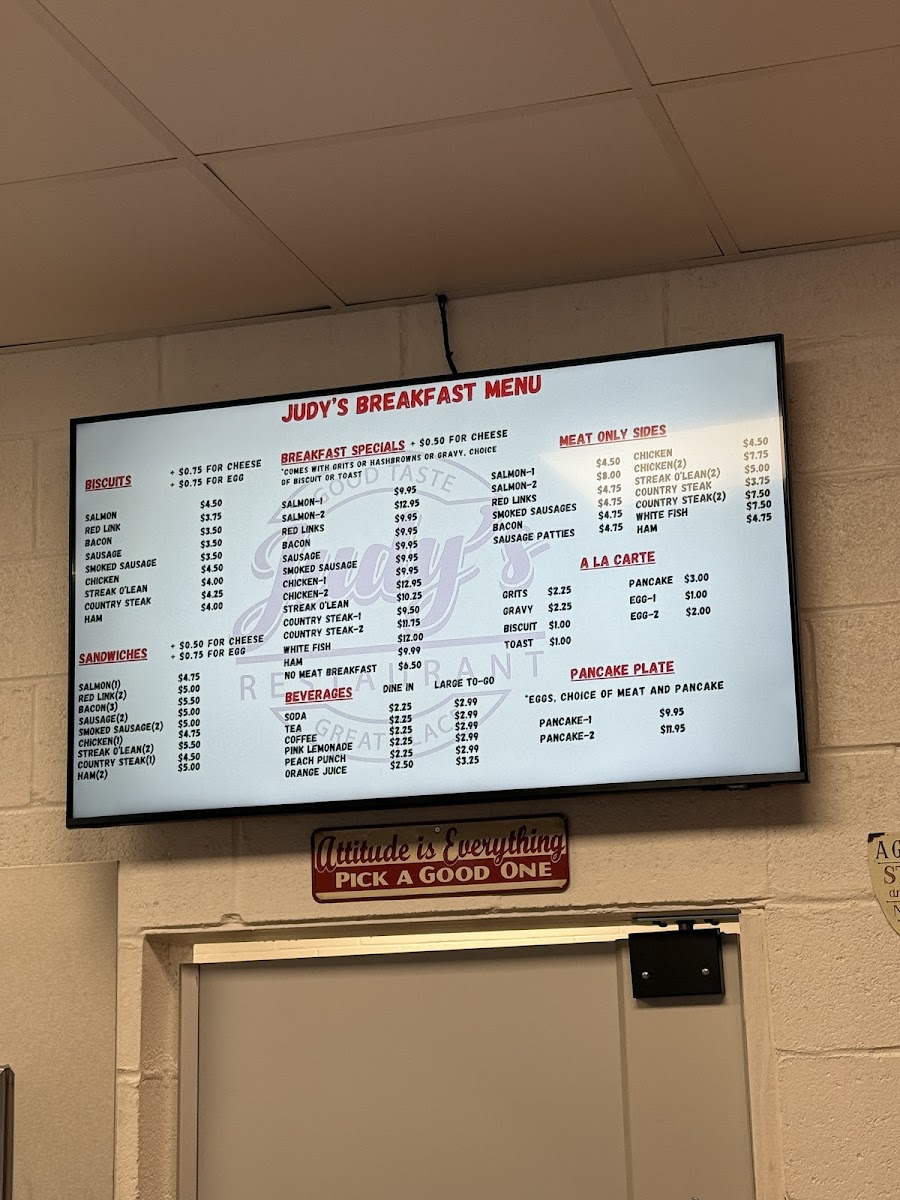 JUDY'S BREAKFAST MENU
BISCUITS
+ $0.75 FOR CHEESE
+ $0.75 FOR EGG
SALMON $4.50
RED LINK $3.75
BACON $3.50
SAUSAGE $3.50
SMOKED SAUSAGE $3.50
CHICKEN $4.50
STREAK O'LEAN $4.00
COUNTRY STEAK $4.25
HAM $4.00
SANDWICHES
+ $0.50 FOR CHEESE
+ $0.75 FOR EGG
SALMON(1) $4.75
RED LINK(2) $5.00
BACON(3) $5.50
SAUSAGE(2) $5.00
SMOKED SAUSAGE(2) $5.00
CHICKEN(1) $4.75
STREAK O'LEAN(2) $5.50
COUNTRY STEAK(1) $4.50
HAM(2) $5.00
BREAKFAST SPECIALS + $0.50 FOR CHEESE
*COMES WITH GRITS OR HASHBROWNS OR GRAVY, CHOICE
OF BISCUIT OR TOAST
SALMON-1 $9.95
SALMON-2 $12.95
RED LINKS $9.95
BACON $9.95
SAUSAGE $9.95
SMOKED SAUSAGE $9.95
CHICKEN-1 $9.95
CHICKEN-2 $12.95
STREAK O'LEAN $10.25
COUNTRY STEAK-1 $9.50
COUNTRY STEAK-2 $11.75
WHITE FISH $12.00
HAM $9.99
NO MEAT BREAKFAST $6.50
BEVERAGES DINE IN LARGE TO-GO
SODA $2.25 $2.99
TEA $2.25 $2.99
COFFEE $2.25 $2.99
PINK LEMONADE $2.25 $2.99
PEACH PUNCH $2.25 $2.99
ORANGE JUICE $2.50 $3.25
MEAT ONLY SIDES
SALMON-1 $4.50
SALMON-2 $8.00
RED LINKS $4.75
SMOKED SAUSAGES $4.75
BACON $4.75
SAUSAGE PATTIES $4.75
CHICKEN $4.50
CHICKEN(2) $7.75
STREAK O'LEAN(2) $5.00
COUNTRY STEAK $3.75
COUNTRY STEAK(2) $7.50
WHITE FISH $7.50
HAM $4.75
A LA CARTE
GRITS $2.25
GRAVY $2.25
BISCUIT $1.00
TOAST $1.00
PANCAKE $3.00
EGG-1 $1.00
EGG-2 $2.00
PANCAKE PLATE
*EGGS, CHOICE OF MEAT AND PANCAKE
PANCAKE-1 $9.95
PANCAKE-2 $11.95
GOOD TASTE
Judy's
RESTAURANT
Attitude is Everything
PICK A GOOD ONE